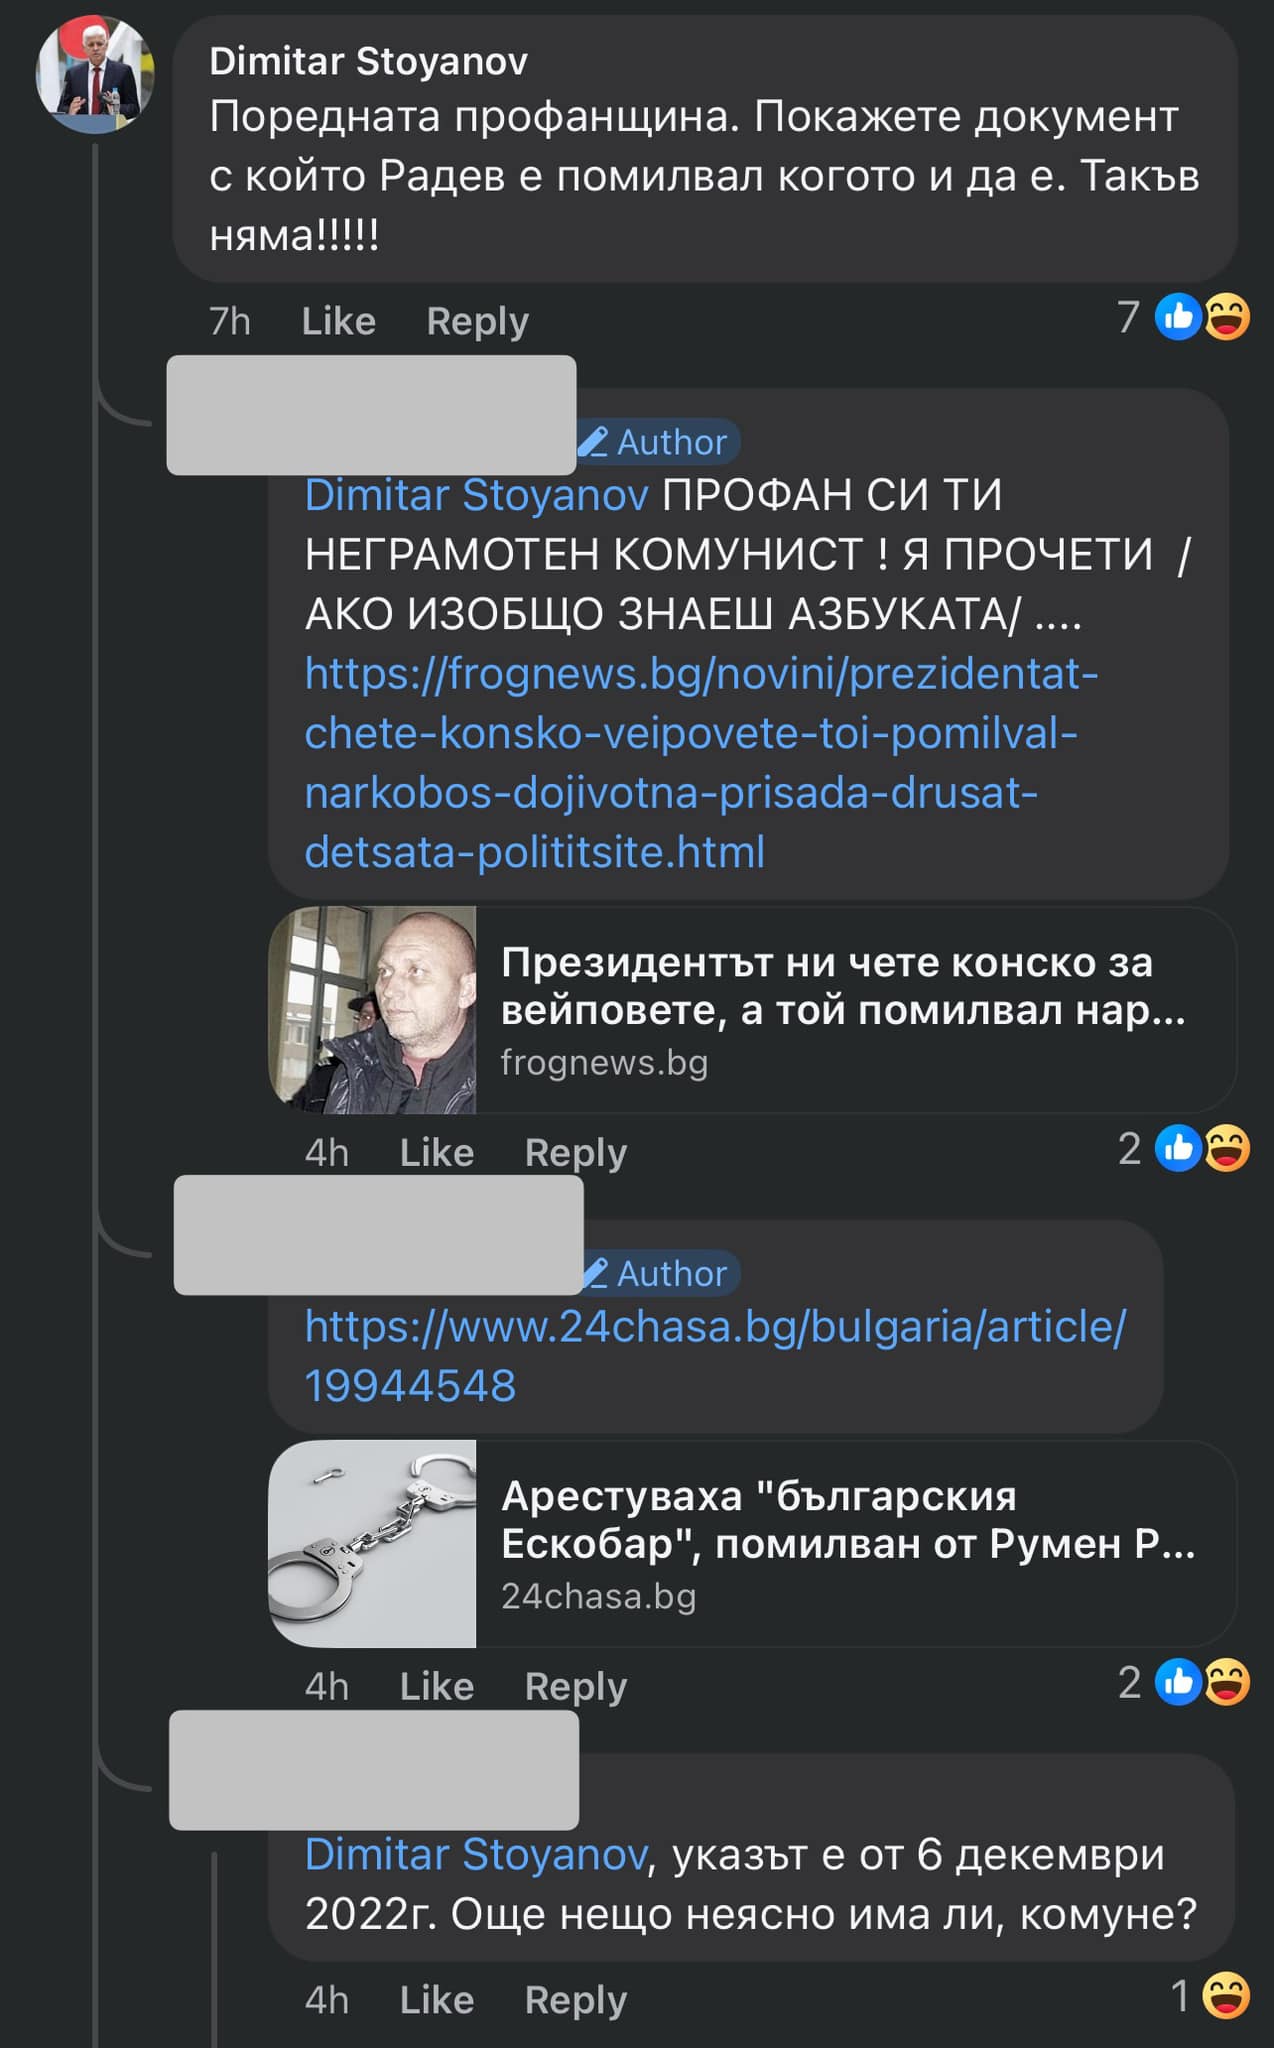 Dimitar Stoyanov
Поредната профанщина. Покажете документ
с който Радев е помилвал когото и да е. Такъв
няма!!!!!
7h Like Reply 7
Author
Dimitar Stoyanov ПРОФАН СИ ТИ
НЕГРАМОТЕН КОМУНИСТ ! Я ПРОЧЕТИ /
АКО ИЗОБЩО ЗНАЕШ АЗБУКАТА/ ....
https://frognews.bg/novini/prezidentat-
chete-konsko-veipovete-toi-pomilval-
narkobos-dojivotna-prisada-drusat-
detsata-polititsite.html
Президентът ни чете конско за
вейповете, а той помилвал нар...
frognews.bg
4h Like Reply 2
Author
https://www.24chasa.bg/bulgaria/article/
19944548
Арестуваха "българския
Ескобар", помилван от Румен Р...
24chasa.bg
4h Like Reply 2
Dimitar Stoyanov, указът е от 6 декември
2022г. Още нещо неясно има ли, комуне?
4h Like Reply 1